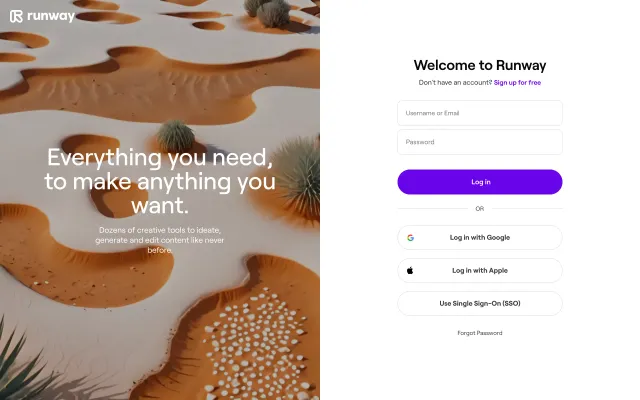 runway
Everything you need,
to make anything you
want.
Dozens of creative tools to ideate,
generate and edit content like never
before.
Welcome to Runway
Don't have an account? Sign up for free
Username or Email
Password
Log in
OR
Log in with Google
Log in with Apple
Use Single Sign-On (SSO)
Forgot Password